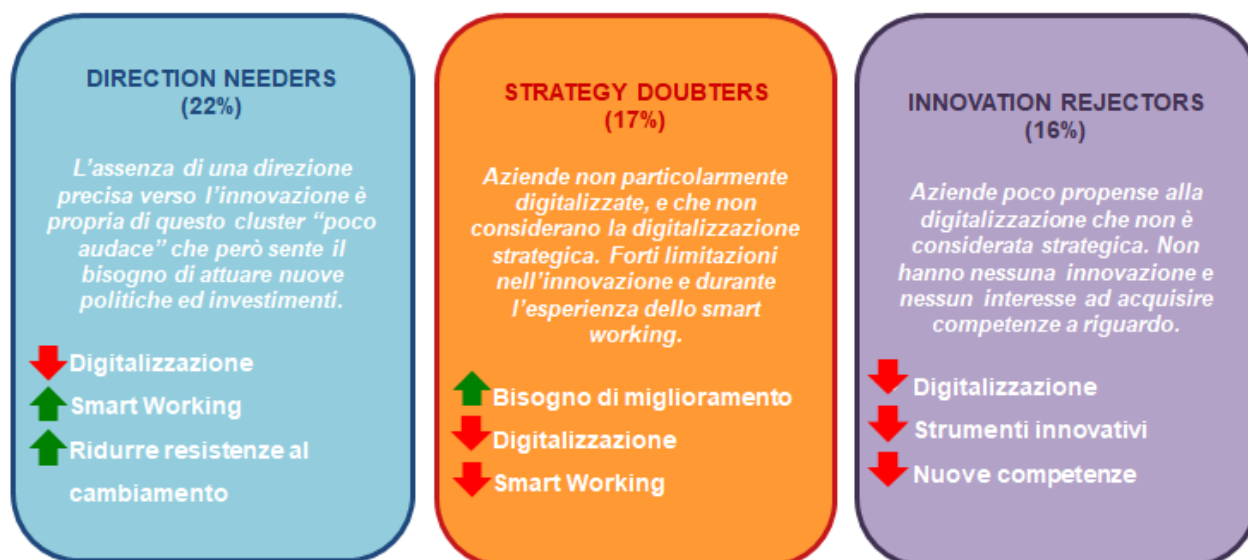 DIRECTION NEEDERS
(22%)
L'assenza di una direzione
precisa verso l'innovazione è
propria di questo cluster "poco
audace" che però sente il
bisogno di attuare nuove
politiche ed investimenti.
Digitalizzazione
Smart Working
Ridurre resistenze al
cambiamento
STRATEGY DOUBTERS
(17%)
Aziende non particolarmente
digitalizzate, e che non
considerano la digitalizzazione
strategica. Forti limitazioni
nell'innovazione e durante
l'esperienza dello smart
working.
Bisogno di miglioramento
Digitalizzazione
Smart Working
INNOVATION REJECTORS
(16%)
Aziende poco propense alla
digitalizzazione che non è
considerata strategica. Non
hanno nessuna innovazione e
nessun interesse ad acquisire
competenze a riguardo.
Digitalizzazione
Strumenti innovativi
Nuove competenze